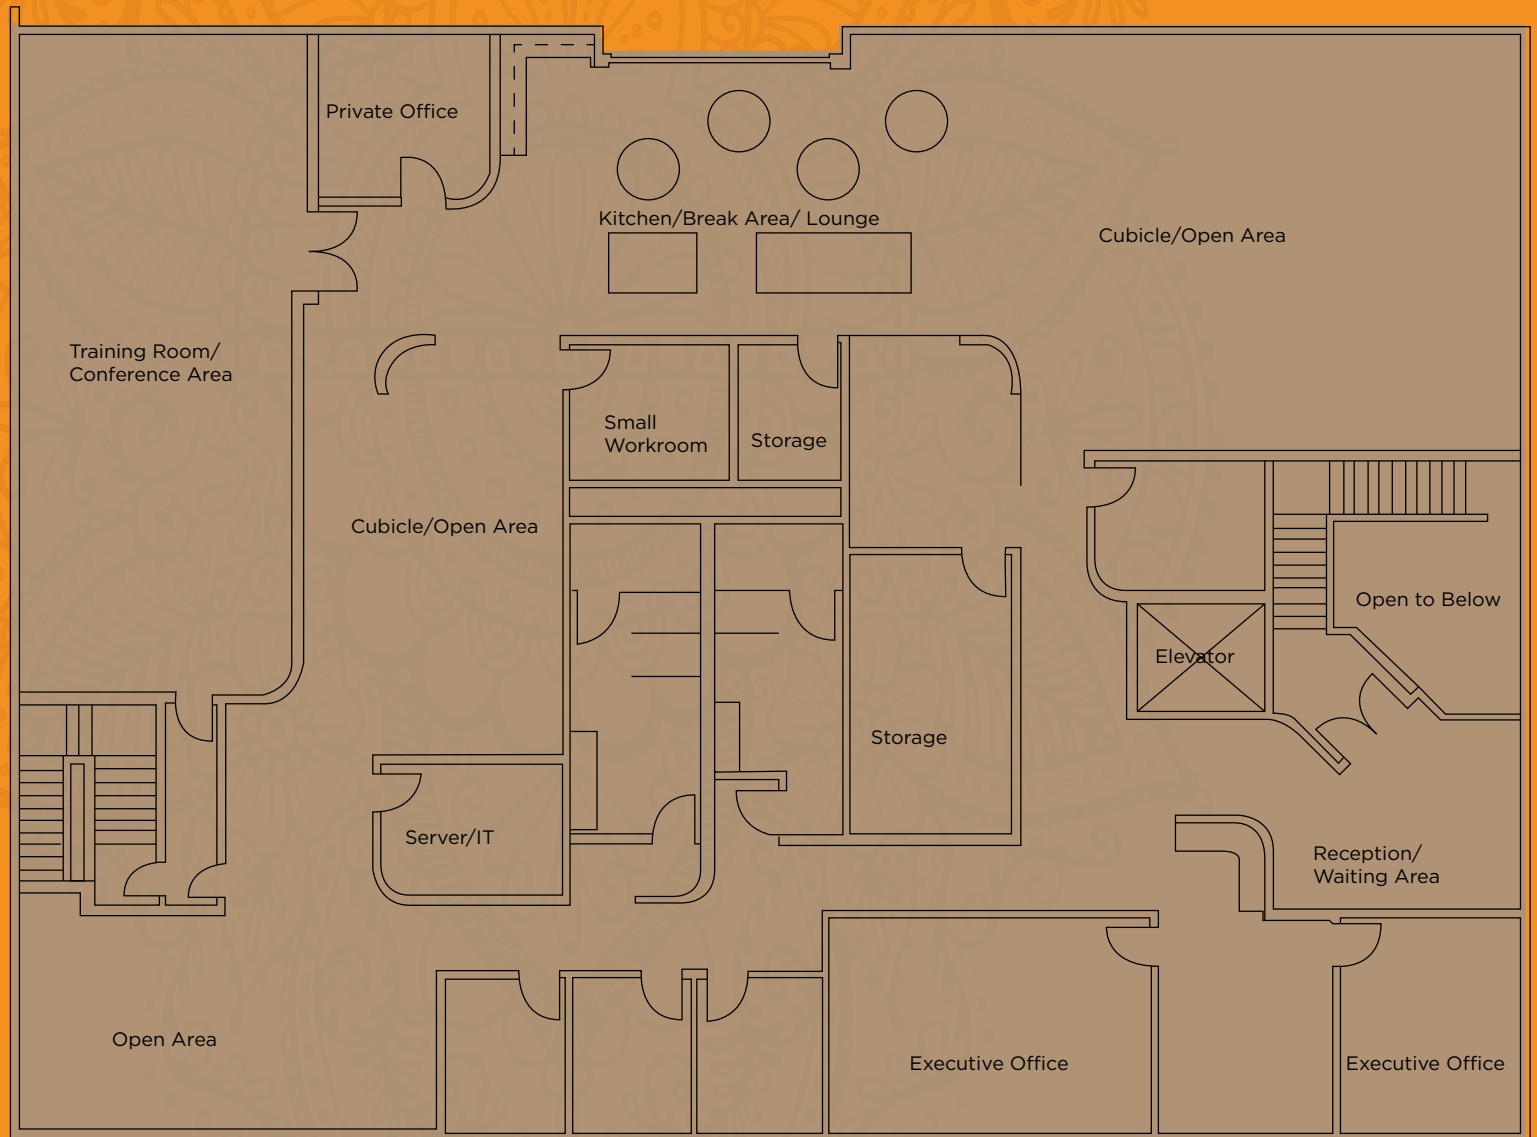 Private Office
Kitchen/Break Area/ Lounge
Cubicle/Open Area
Training Room/
Conference Area
Small
Workroom
Storage
Cubicle/Open Area
Open to Below
Elevator
Storage
Server/IT
Reception/
Waiting Area
Open Area
Executive Office
Executive Office